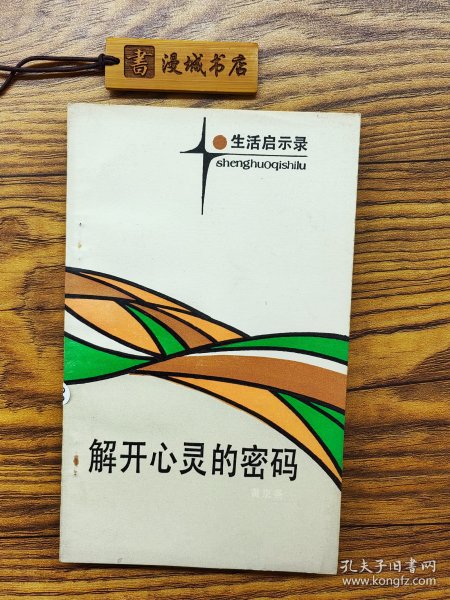 書 漫城书店
生活启示录
shenghuoqishilu
解开心灵的密码
孔夫子旧书网
www.kongfz.com